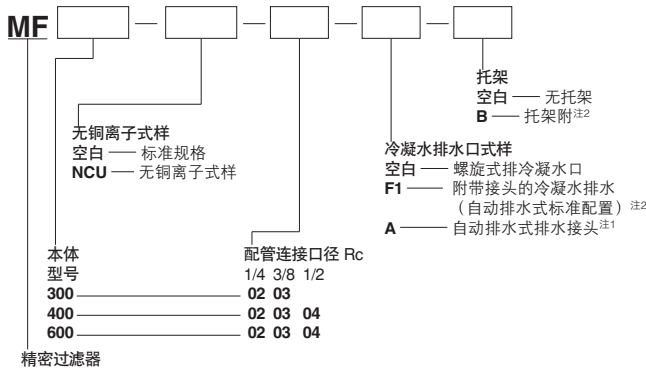 MF
托架
空白 —— 无托架
B —— 托架附注2
无铜离子式样
空白 —— 标准规格
NCU —— 无铜离子式样
冷凝水排水口式样
空白 —— 螺旋式排冷凝水口
F1 —— 附带接头的冷凝水排水
（自动排水式标准配置）注2
A —— 自动排水式排水接头注1
本体 配管连接口径 Rc
型号 1/4 3/8 1/2
300 —— 02 03
400 —— 02 03 04
600 —— 02 03 04
精密过滤器